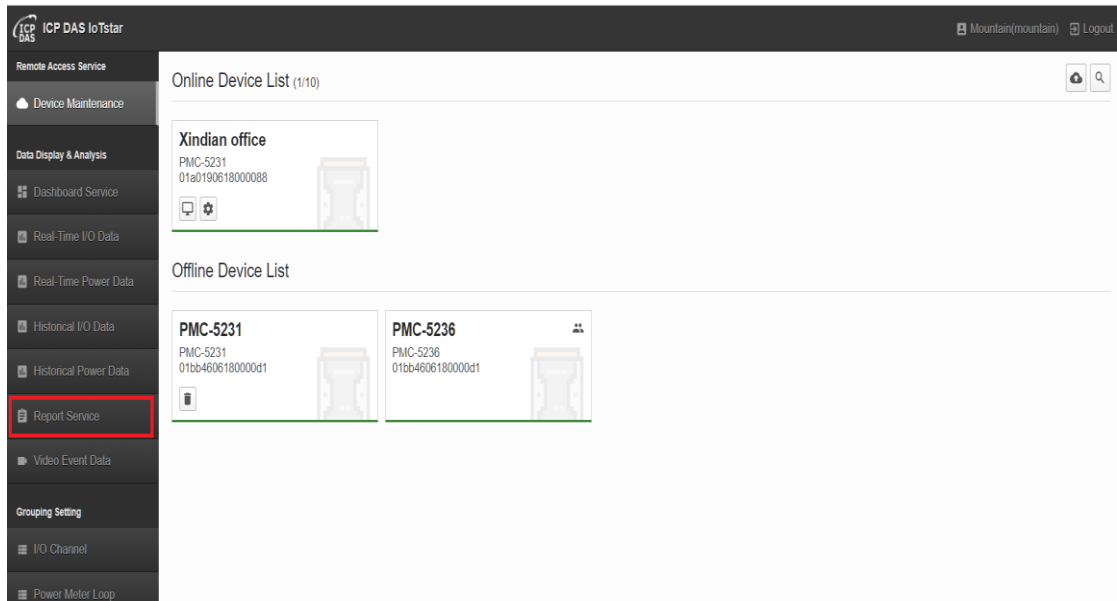 ICP DAS
ICP DAS IoTstar
Mountain(mountain) Logout
Remote Access Service
Device Maintenance
Data Display & Analysis
Dashboard Service
Real-Time I/O Data
Real-Time Power Data
Historical I/O Data
Historical Power Data
Report Service
Video Event Data
Grouping Setting
I/O Channel
Power Meter Loop
Online Device List (1/10)
Xindian office
PMC-5231
01a0190618000088
Offline Device List
PMC-5231
PMC-5231
01bb4606180000d1
PMC-5236
PMC-5236
01bb4606180000d1